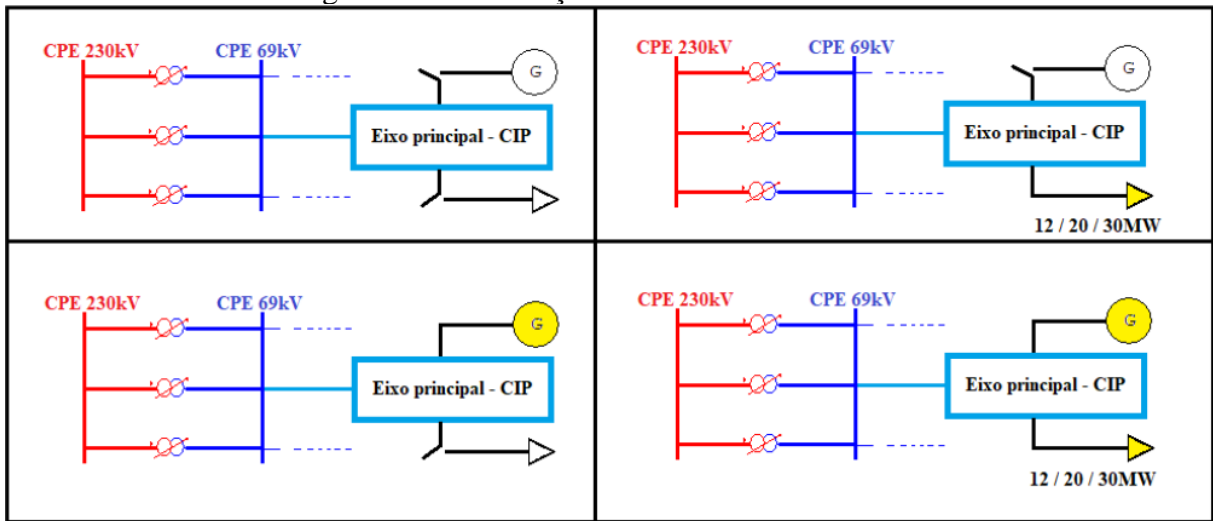 CPE 230kV CPE 69kV
G
Eixo principal - CIP
CPE 230kV CPE 69kV
G
Eixo principal - CIP
12 / 20 / 30MW
CPE 230kV CPE 69kV
G
Eixo principal - CIP
CPE 230kV CPE 69kV
G
Eixo principal - CIP
12 / 20 / 30MW